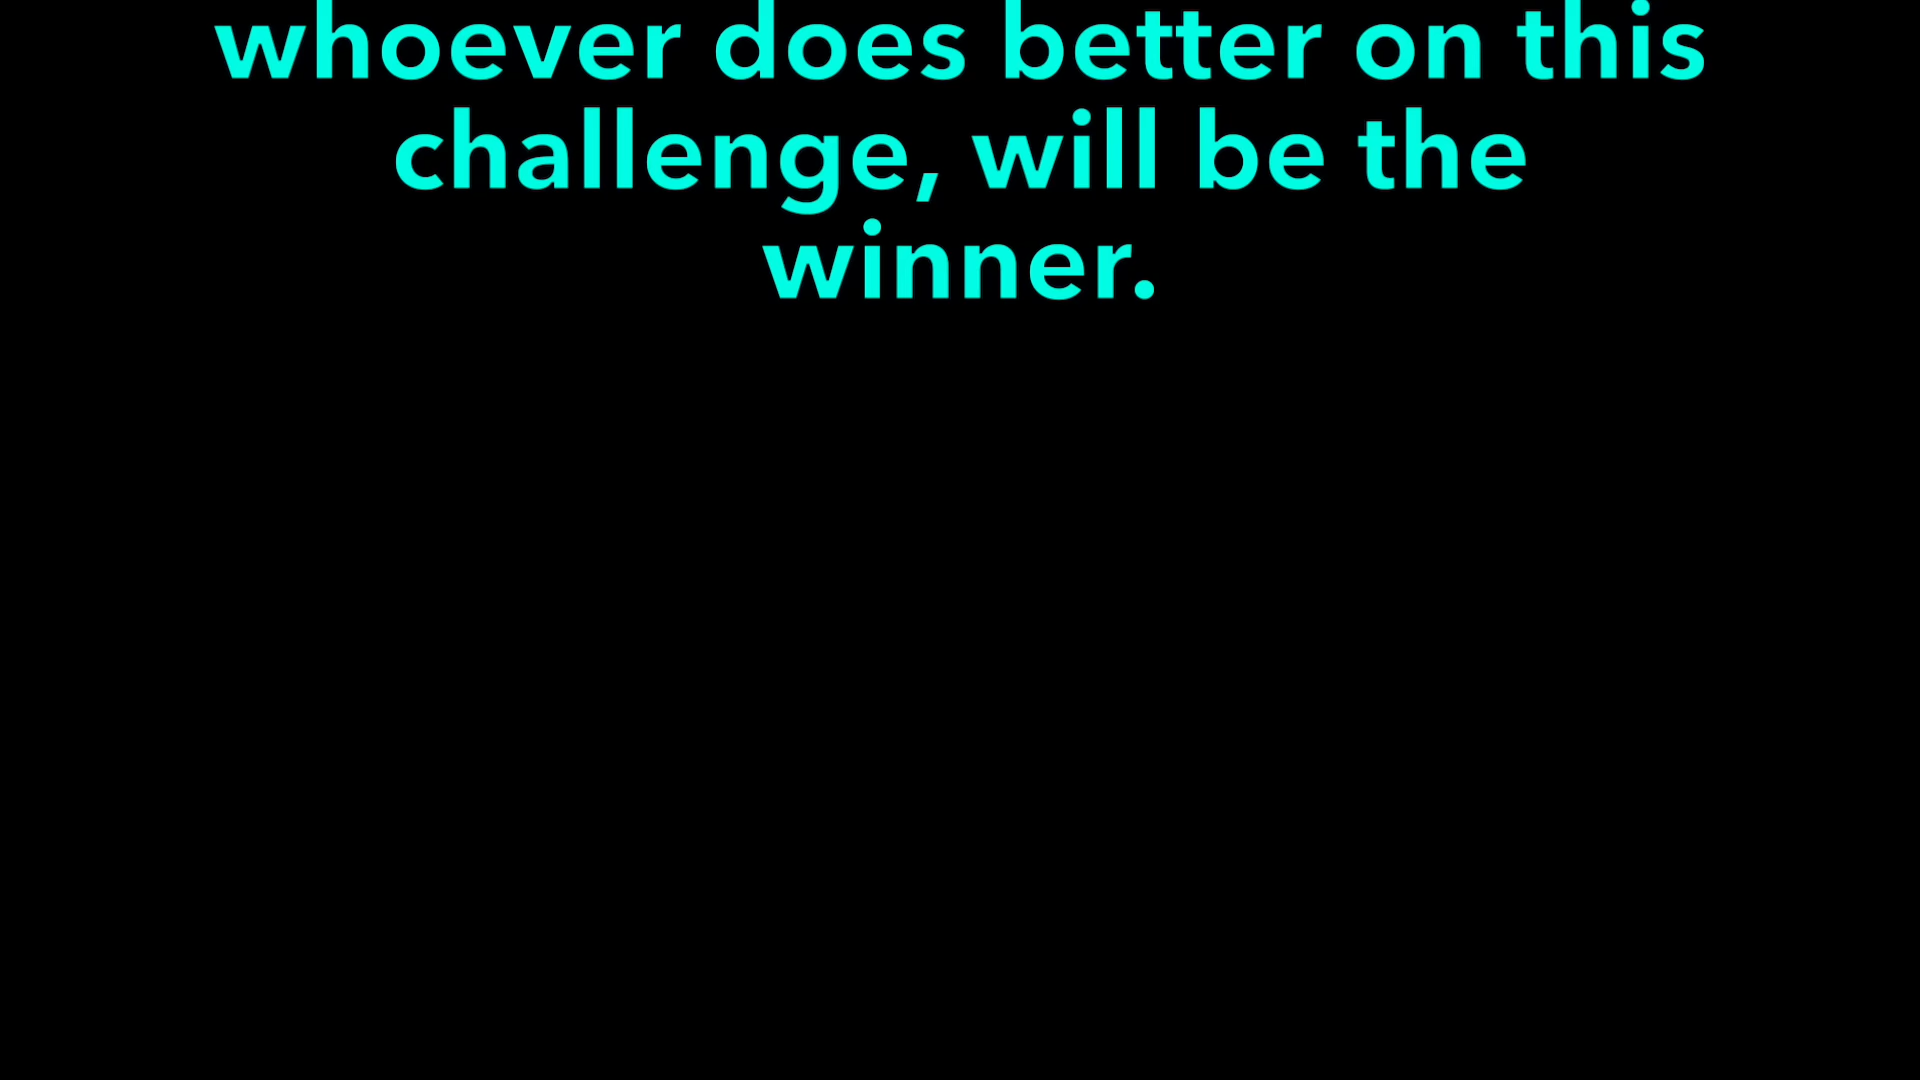 whoever does better on this
challenge, will be the
winner.